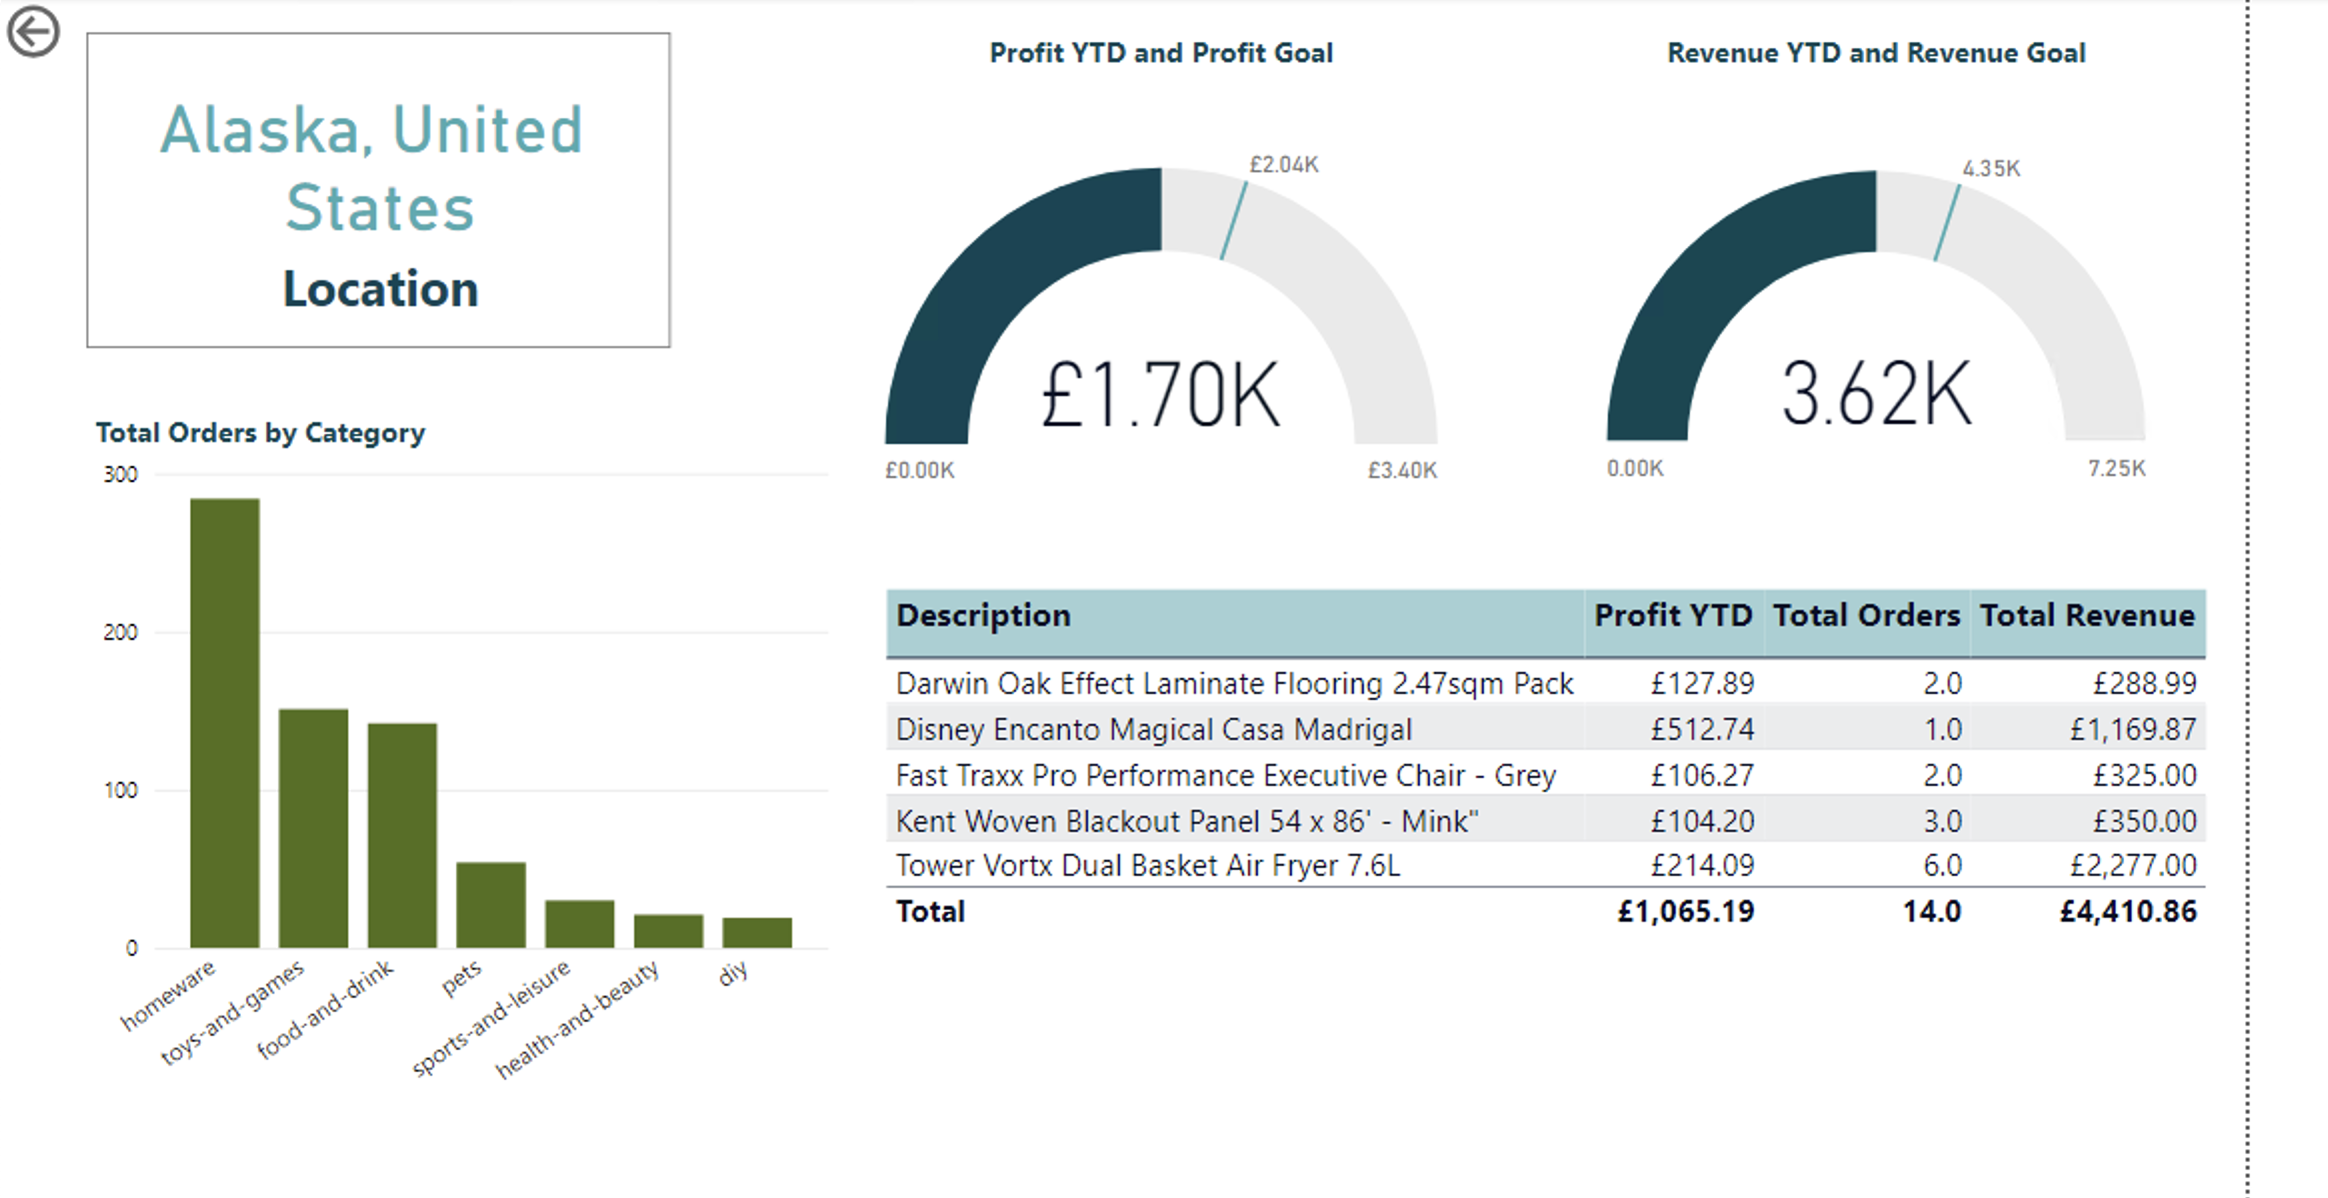 Alaska, United
States
Location
Profit YTD and Profit Goal
£2.04K
£1.70K
£0.00K
£3.40K
Revenue YTD and Revenue Goal
4.35K
3.62K
0.00K
7.25K
Total Orders by Category
300
200
100
0
homeware
toys-and-games
food-and-drink
pets
sports-and-leisure
health-and-beauty
diy
Description Profit YTD Total Orders Total Revenue
Darwin Oak Effect Laminate Flooring 2.47sqm Pack £127.89 2.0 £288.99
Disney Encanto Magical Casa Madrigal £512.74 1.0 £1,169.87
Fast Traxx Pro Performance Executive Chair - Grey £106.27 2.0 £325.00
Kent Woven Blackout Panel 54 x 86' - Mink" £104.20 3.0 £350.00
Tower Vortx Dual Basket Air Fryer 7.6L £214.09 6.0 £2,277.00
Total £1,065.19 14.0 £4,410.86